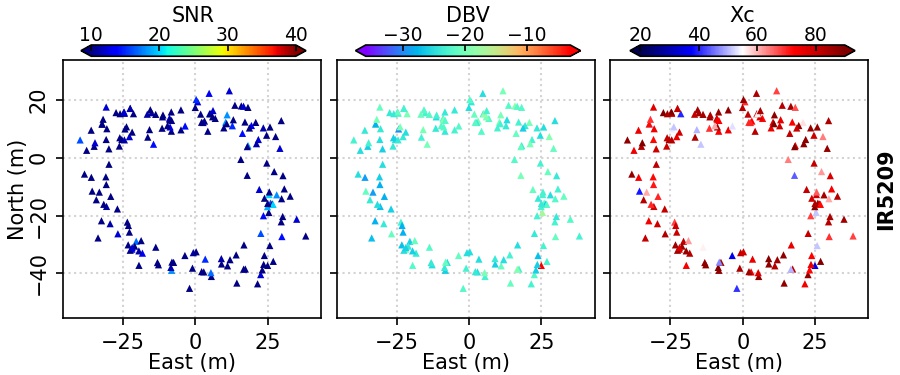 SNR DBV Xc
10 20 30 40 −30 −20 −10 20 40 60 80
20
0
−20
−40
North (m)
−25 0 25 −25 0 25 −25 0 25
East (m) East (m) East (m)
IR5209